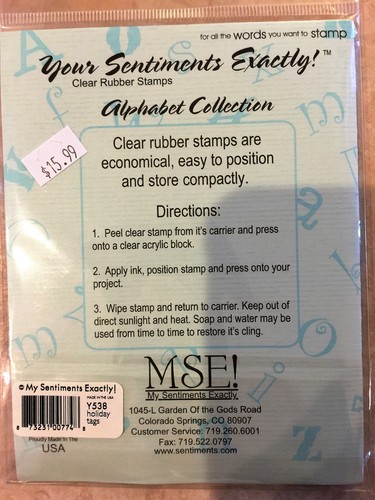 for all the words you want to stamp
Your Sentiments Exactly!™
Clear Rubber Stamps
Alphabet Collection
$15.99
Clear rubber stamps are
economical, easy to position
and store compactly.
Directions:
1. Peel clear stamp from it's carrier and press
onto a clear acrylic block.
2. Apply ink, position stamp and press onto your
project.
3. Wipe stamp and return to carrier. Keep out of
direct sunlight and heat. Soap and water may be
used from time to time to restore it's cling.
MSE!
My Sentiments Exactly!
1045-L Garden Of the Gods Road
Colorado Springs, CO 80907
Customer Service: 719.260.6001
Fax: 719.522.0797
www.sentiments.com
© My Sentiments Exactly!
MADE IN THE USA
Y538
holiday
tags
8 73231 00774 8
Proudly Made In The
USA